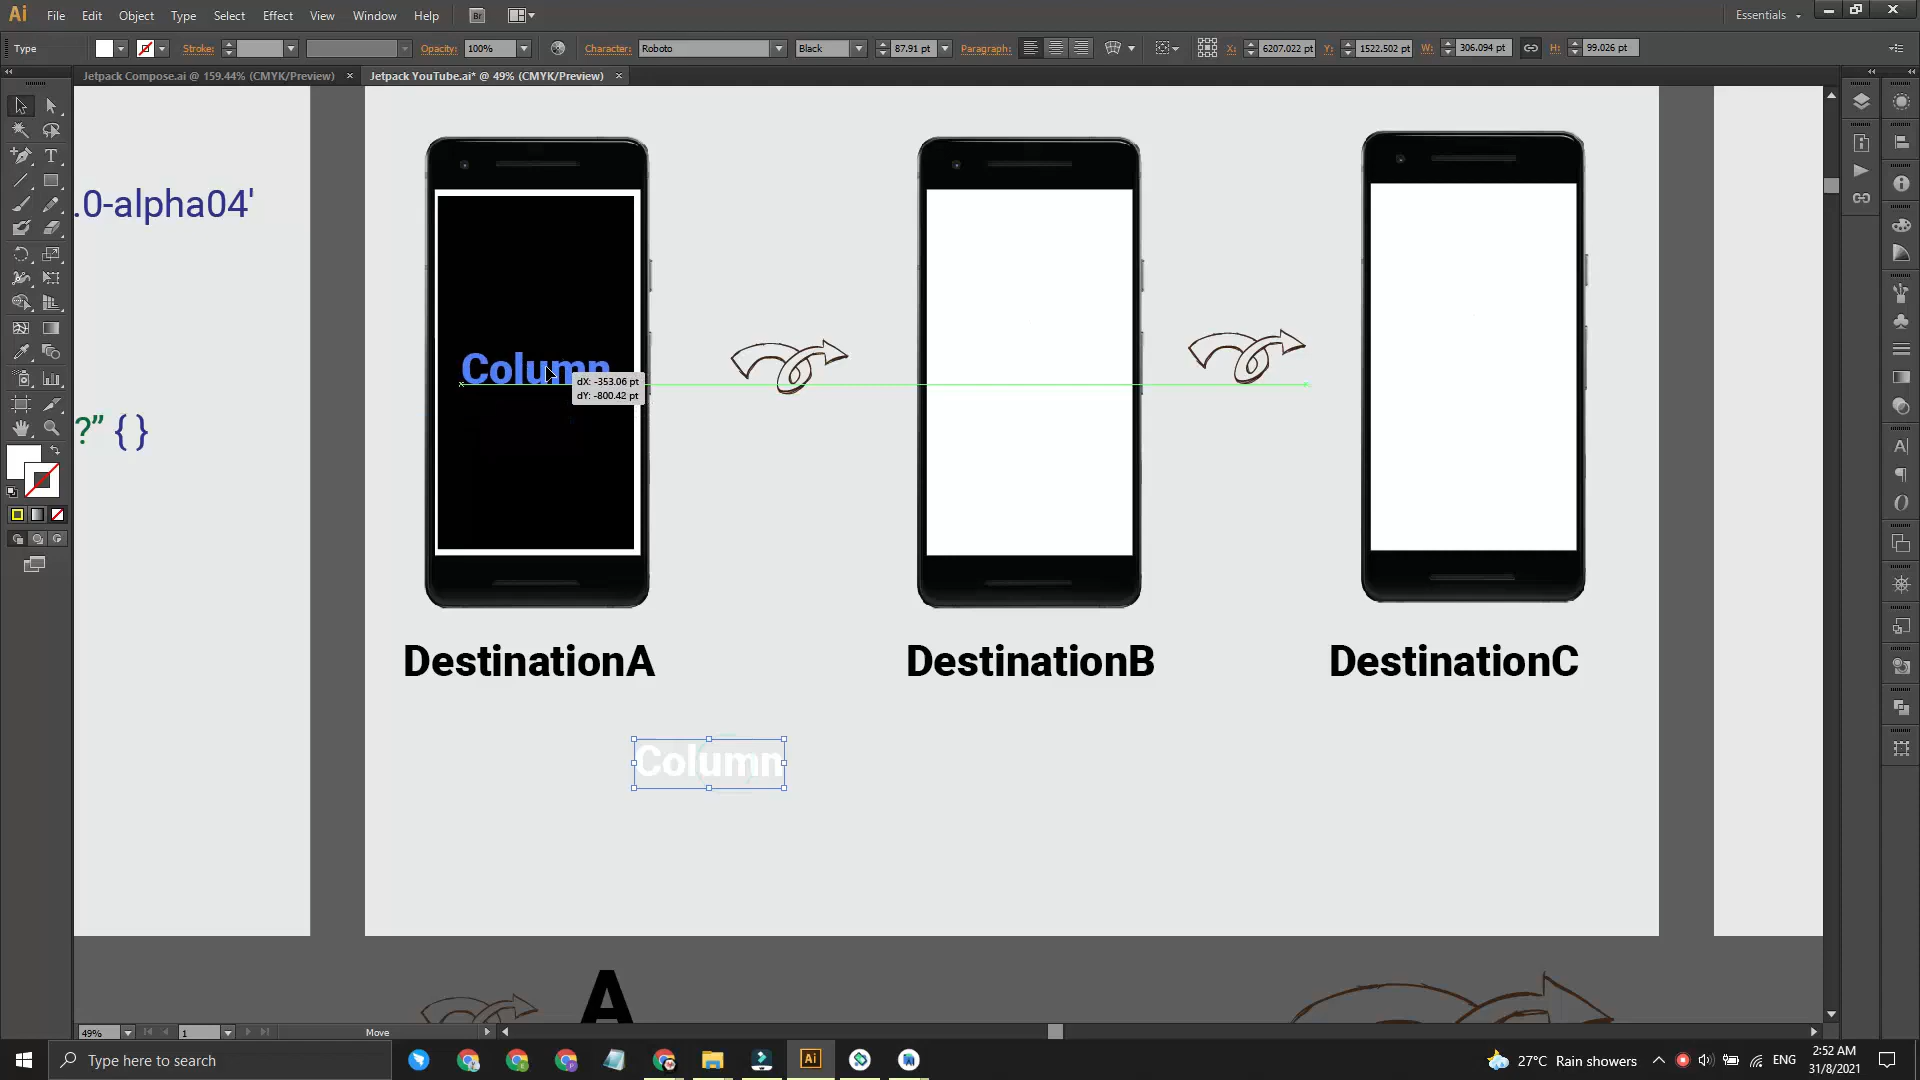 Ai File Edit Object Type Select Effect View Window Help Br Essentials
Type Stroke: Opacity: 100% Character: Roboto Black 87.91 pt Paragraph: X: 6207.022 pt Y: 1522.502 pt W: 306.094 pt H: 99.026 pt
Jetpack Compose.ai @ 159.44% (CMYK/Preview) × Jetpack YouTube.ai* @ 49% (CMYK/Preview) ×
.0-alpha04'
Column
dX: -353.06 pt
dY: -800.42 pt
?” { }
DestinationA DestinationB DestinationC
Column
A
49% 1 Move
Type here to search
Ai
27°C Rain showers ENG
2:52 AM
31/8/2021